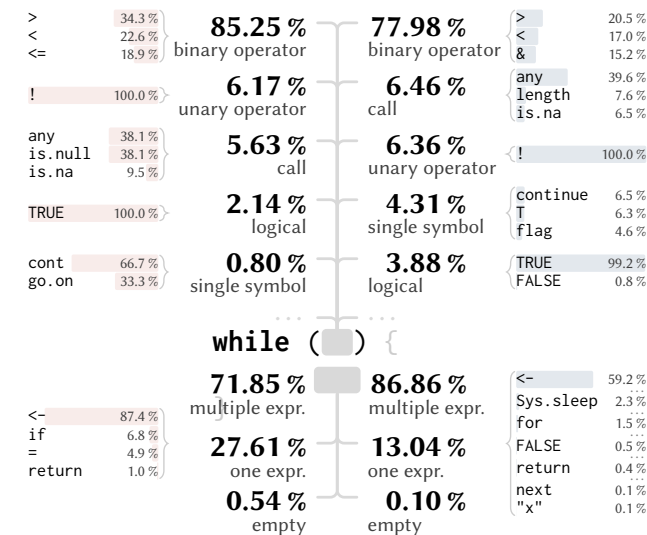 > 34.3 % 85.25 % 77.98 % > 20.5 %
< 22.6 % binary operator binary operator < 17.0 %
<= 18.9 % & 15.2 %
! 100.0 % 6.17 % 6.46 % any 39.6 %
unary operator call length 7.6 %
is.na 6.5 %
any 38.1 % 5.63 % 6.36 %
is.null 38.1 % call unary operator ! 100.0 %
is.na 9.5 %
TRUE 100.0 % 2.14 % 4.31 % continue 6.5 %
logical single symbol T 6.3 %
flag 4.6 %
cont 66.7 % 0.80 % 3.88 % TRUE 99.2 %
go.on 33.3 % single symbol logical FALSE 0.8 %
... ...
while ( ) {
71.85 % 86.86 % <- 59.2 %
multiple expr. multiple expr. Sys.sleep 2.3 %
}
...
<- 87.4 % for 1.5 %
...
if 6.8 % 27.61 % 13.04 % FALSE 0.5 %
...
= 4.9 % one expr. one expr. return 0.4 %
...
return 1.0 % next 0.1 %
0.54 % 0.10 % "x" 0.1 %
empty empty